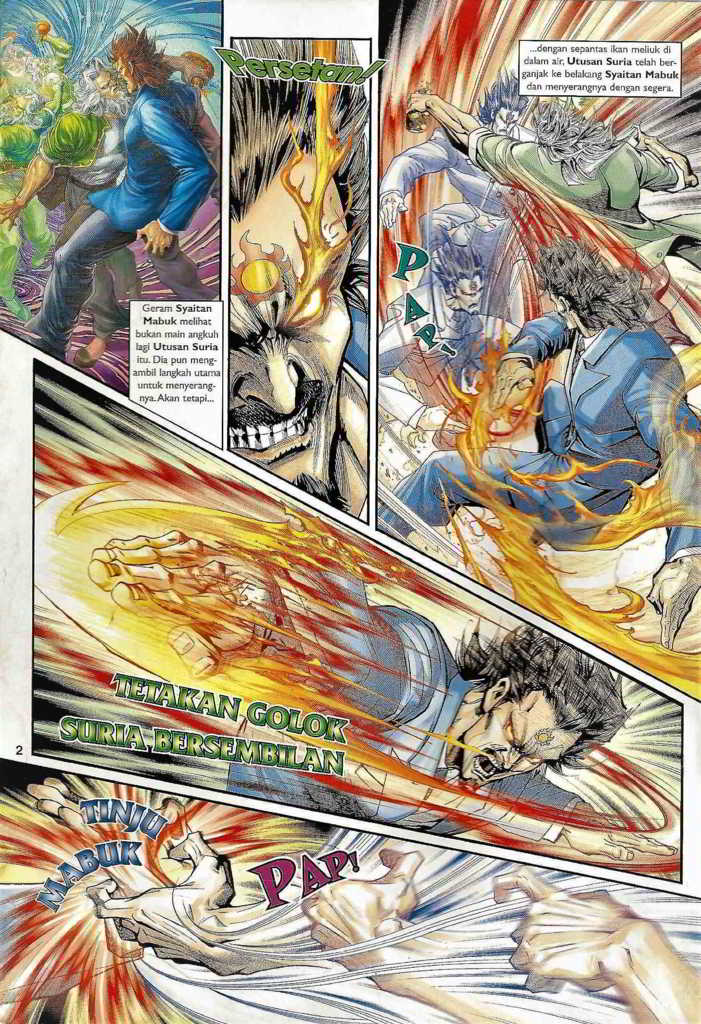 Persetan!
Geram Syaitan
Mabuk melihat
bukan main angkuh
lagi Utusan Suria
itu. Dia pun meng-
ambil langkah utama
untuk menyerang-
nya. Akan tetapi...
...dengan sepantas ikan meliuk di
dalam air, Utusan Suria telah ber-
ganjak ke belakang Syaitan Mabuk
dan menyerangnya dengan segera.
PAP!
TETAKAN GOLOK
SURIA BERSEMBILAN
2
TINJU
MABUK
PAP!